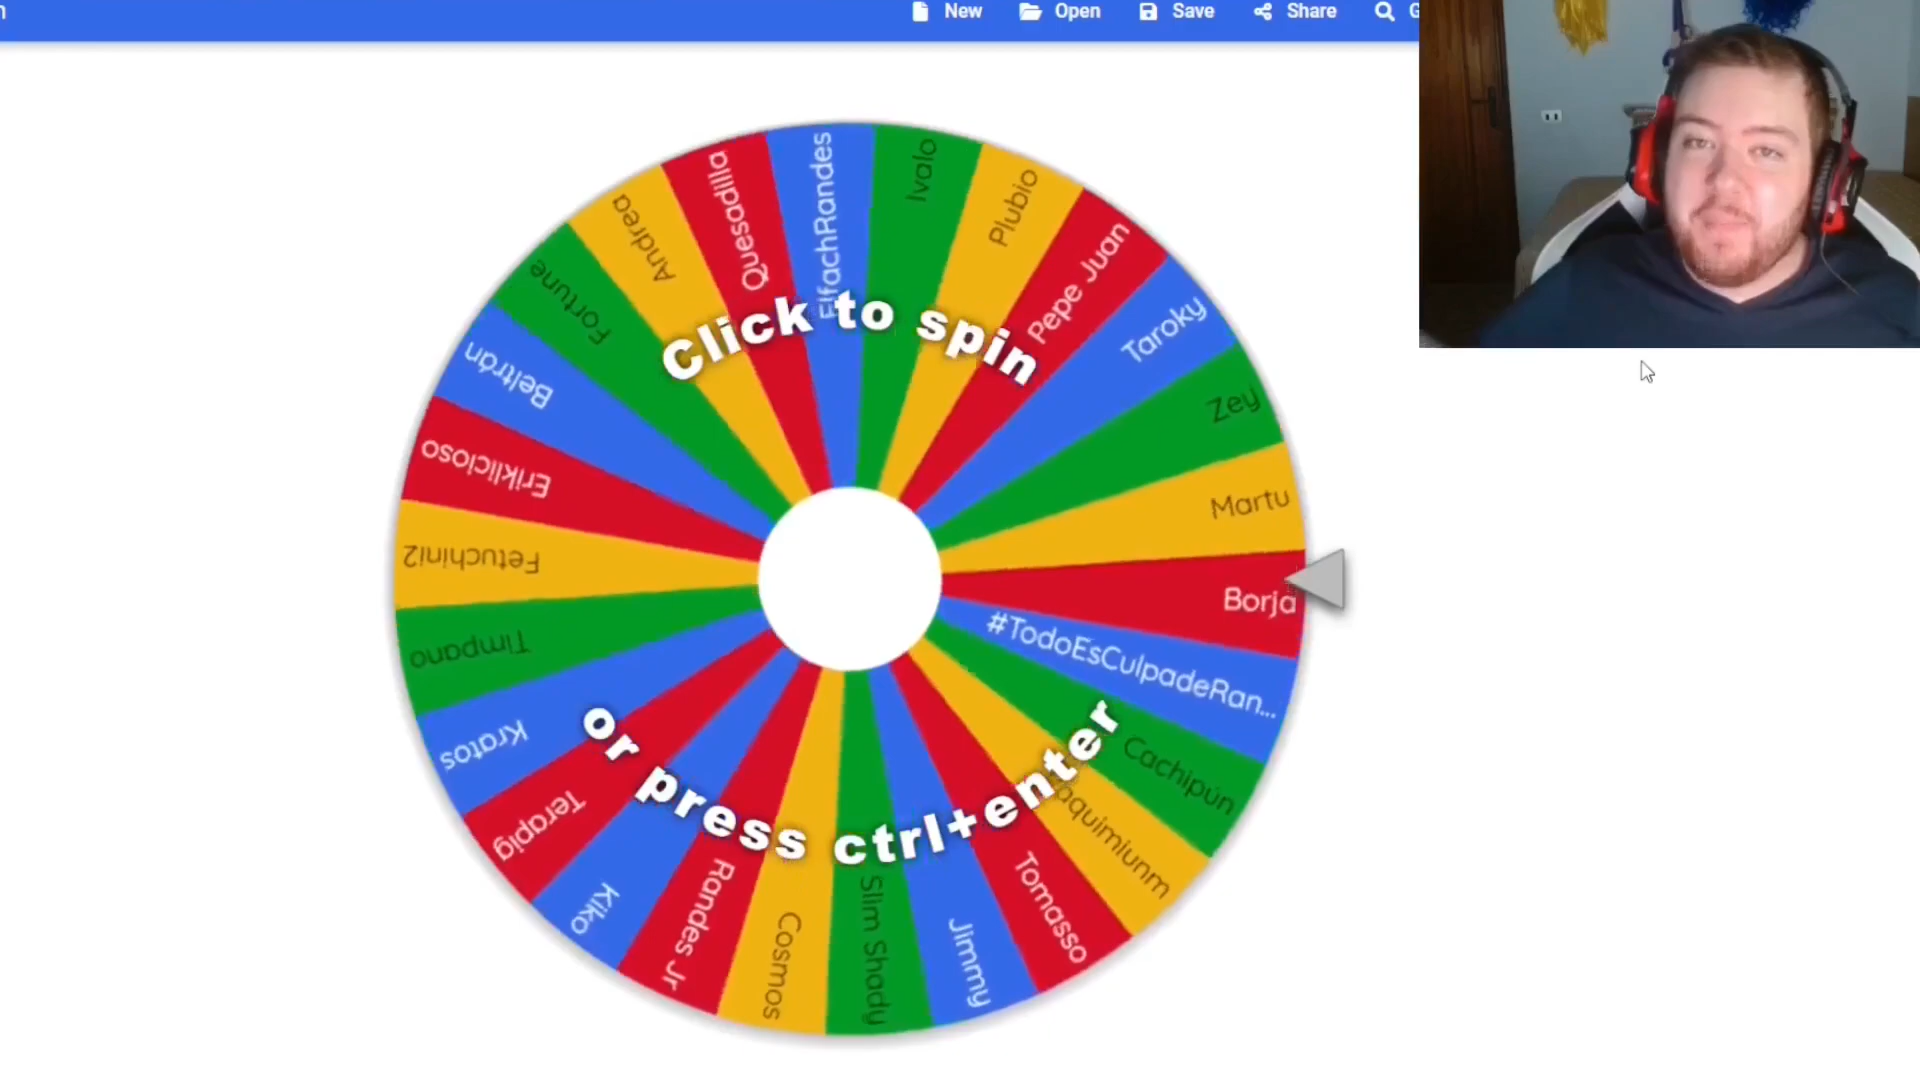 New Open Save Share
Click to spin
or press ctrl+enter
ElfachRandes
Ivalo
Plubio
Pepe Juan
Taroky
Zey
Martu
Borja
#TodoEsCulpadeRan...
Cachipún
Tomasso
Jimmy
Slim Shady
Cosmos
Randes Jr
Kiko
Terapig
Kratos
Timpano
Fetuchini2
Eriklicioso
Beltrán
Fortune
Andrea
Quesadilla